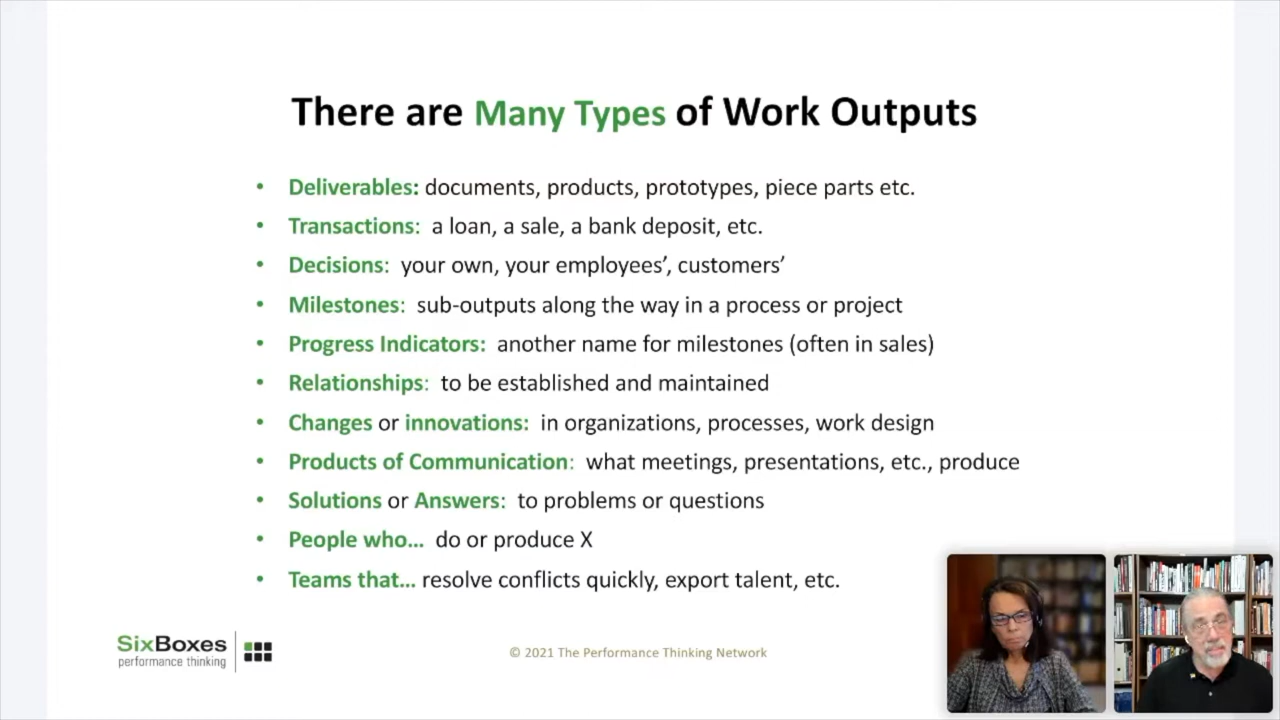 There are Many Types of Work Outputs
• Deliverables: documents, products, prototypes, piece parts etc.
• Transactions: a loan, a sale, a bank deposit, etc.
• Decisions: your own, your employees’, customers’
• Milestones: sub-outputs along the way in a process or project
• Progress Indicators: another name for milestones (often in sales)
• Relationships: to be established and maintained
• Changes or innovations: in organizations, processes, work design
• Products of Communication: what meetings, presentations, etc., produce
• Solutions or Answers: to problems or questions
• People who... do or produce X
• Teams that... resolve conflicts quickly, export talent, etc.
SixBoxes
performance thinking
© 2021 The Performance Thinking Network